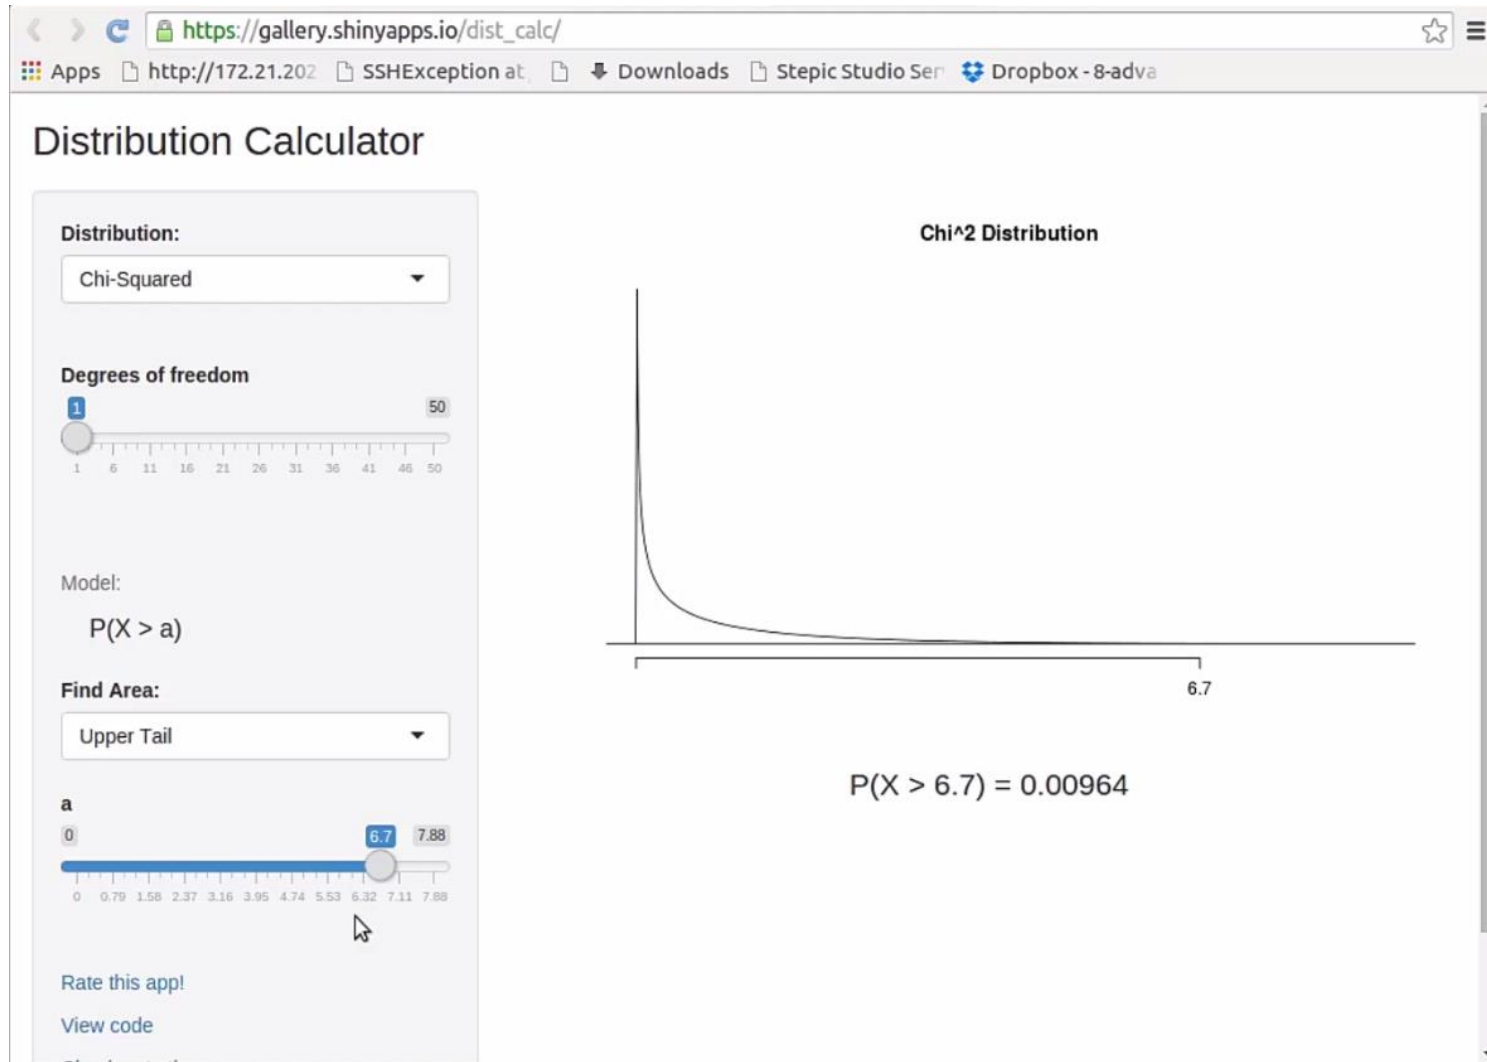 https://gallery.shinyapps.io/dist_calc/
Apps http://172.21.202 SSHException at Downloads Stepic Studio Ser Dropbox - 8-adva
Distribution Calculator
Distribution:
Chi-Squared
Degrees of freedom
1 50
1 6 11 16 21 26 31 36 41 46 50
Model:
P(X > a)
Find Area:
Upper Tail
a
0 6.7 7.88
0 0.79 1.58 2.37 3.16 3.95 4.74 5.53 6.32 7.11 7.88
Rate this app!
View code
Chi^2 Distribution
6.7
P(X > 6.7) = 0.00964